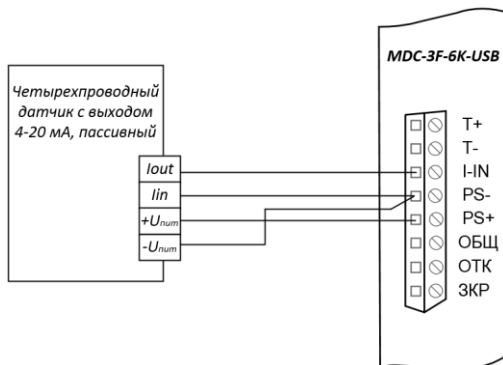 MDC-3F-6K-USB
Четырехпроводный
датчик с выходом
4-20 мА, пассивный
Iout
Iin
+Uпит
-Uпит
T+
T-
I-IN
PS-
PS+
ОБЩ
ОТК
ЗКР